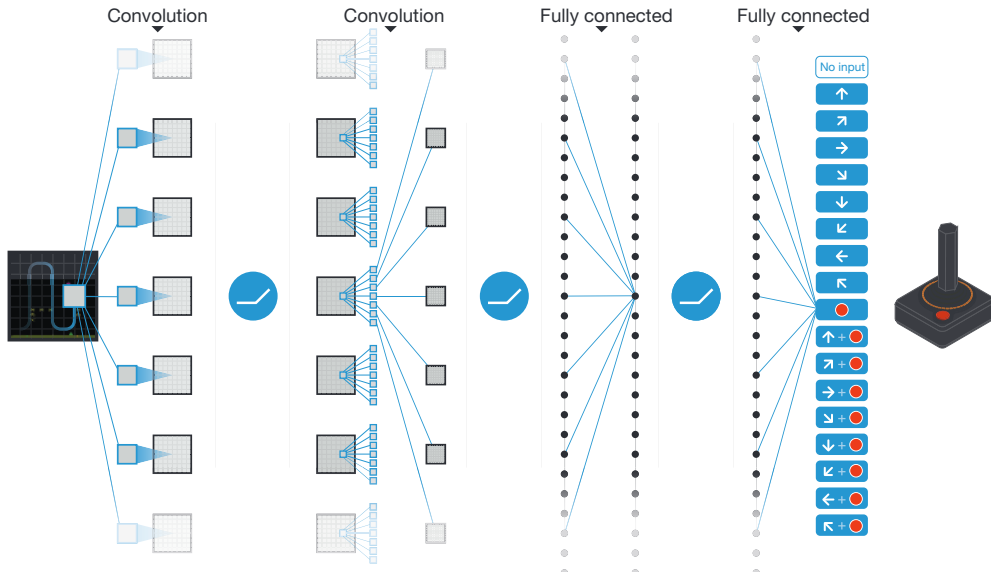 Convolution
Convolution
Fully connected
Fully connected
No input
+
+
+
+
+
+
+
+